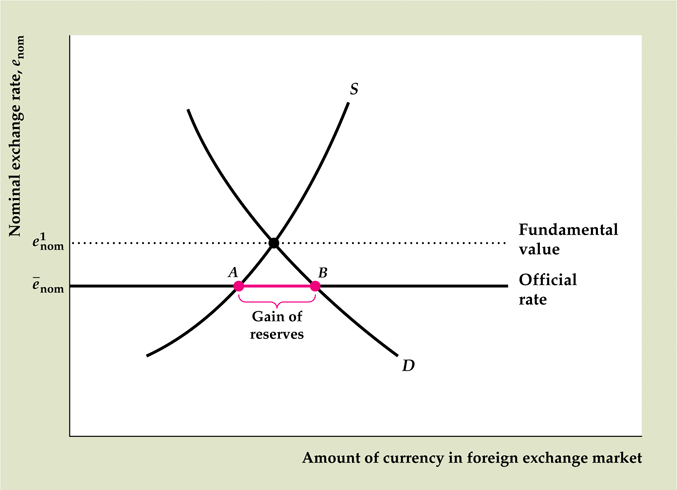 Nominal exchange rate, e_nom
S
e¹_nom
Fundamental
value
A
B
ē_nom
Official
rate
Gain of
reserves
D
Amount of currency in foreign exchange market